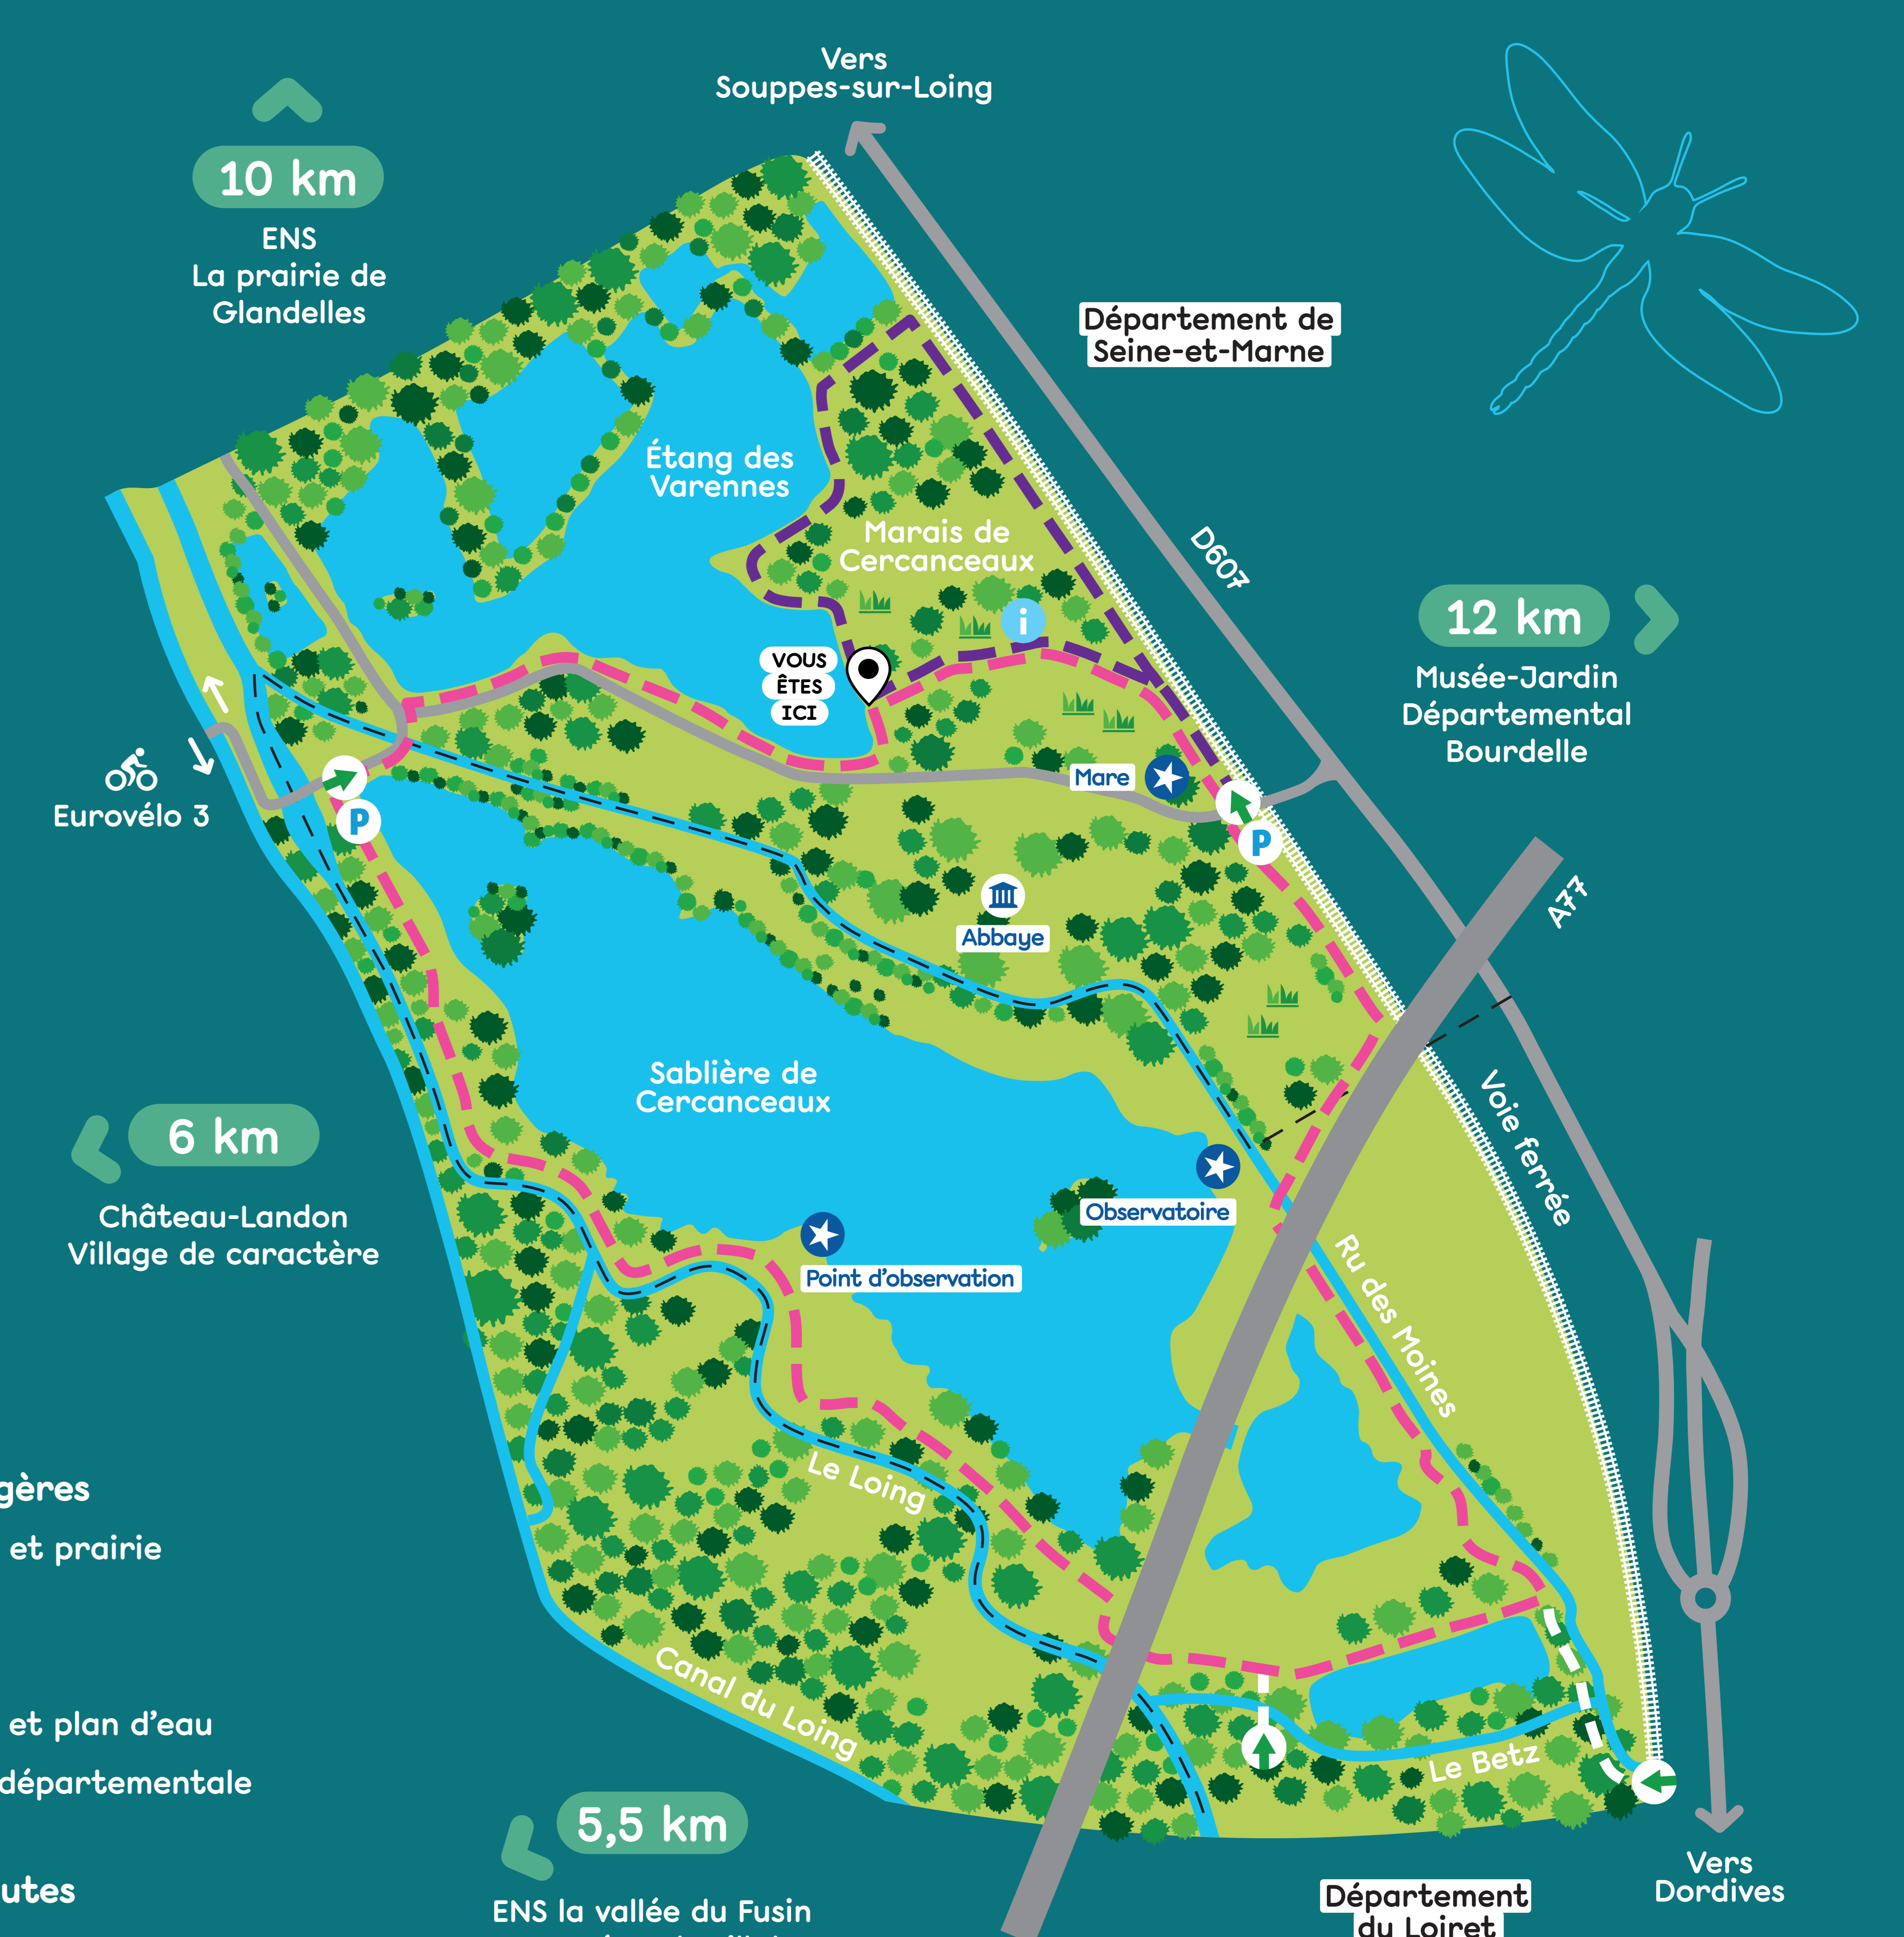 Vers
Souppes-sur-Loing
10 km
ENS
La prairie de
Glandelles
Département de
Seine-et-Marne
Étang des
Varennes
Marais de
Cercanceaux
D607
i
12 km
Musée-Jardin
Départemental
Bourdelle
VOUS
ÊTES
ICI
Mare
Eurovélo 3
P
P
A77
Abbaye
Sablière de
Cercanceaux
Voie ferrée
6 km
Château-Landon
Village de caractère
Observatoire
Point d'observation
Ru des Moines
Le Loing
gères
et prairie
Canal du Loing
et plan d'eau
Le Betz
départementale
5,5 km
Vers
Dordives
utes
ENS la vallée du Fusin
Département
du Loiret